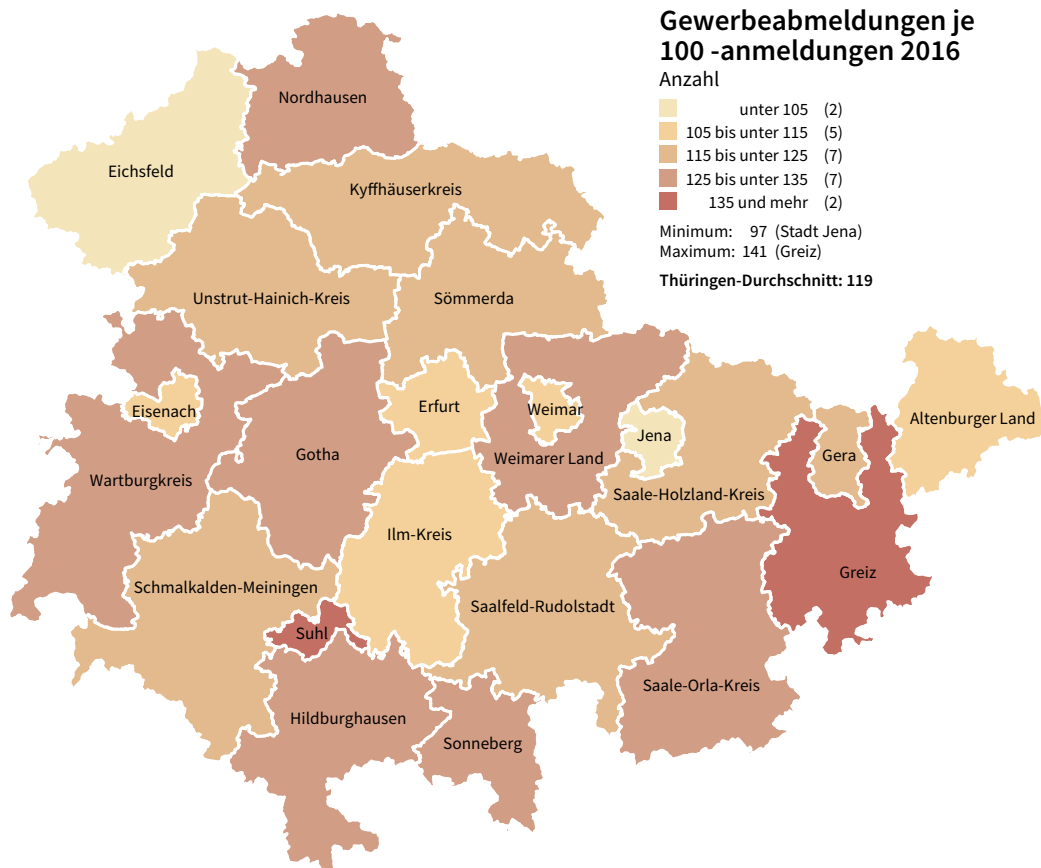 Gewerbeabmeldungen je
100 -anmeldungen 2016
Anzahl
unter 105 (2)
105 bis unter 115 (5)
115 bis unter 125 (7)
125 bis unter 135 (7)
135 und mehr (2)
Minimum: 97 (Stadt Jena)
Maximum: 141 (Greiz)
Thüringen-Durchschnitt: 119
Nordhausen
Eichsfeld
Kyffhäuserkreis
Unstrut-Hainich-Kreis
Sömmerda
Eisenach
Erfurt
Weimar
Altenburger Land
Jena
Gotha
Weimarer Land
Gera
Wartburgkreis
Saale-Holzland-Kreis
Ilm-Kreis
Greiz
Schmalkalden-Meiningen
Saalfeld-Rudolstadt
Suhl
Saale-Orla-Kreis
Hildburghausen
Sonneberg